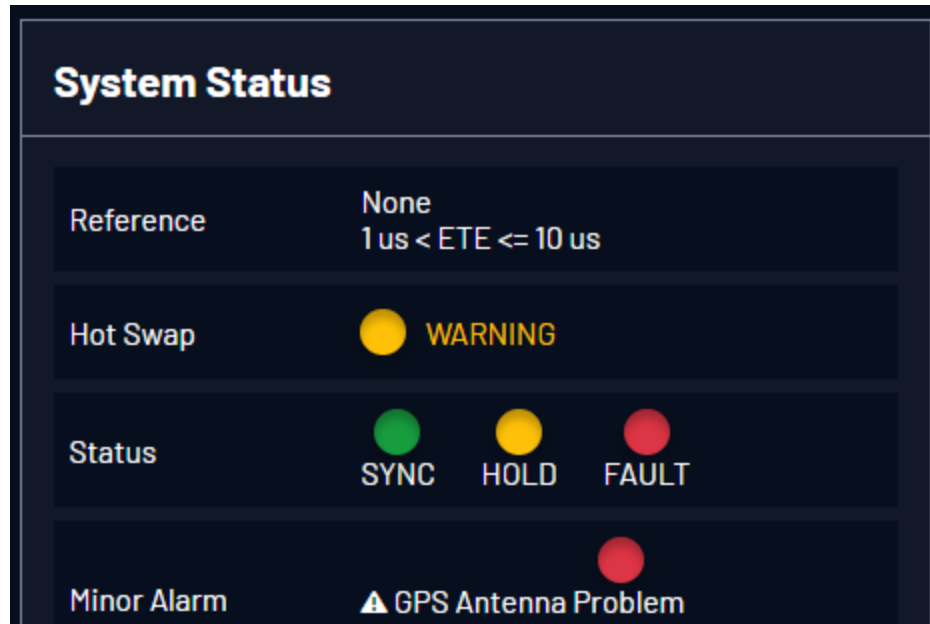 System Status
Reference
None
1 us < ETE <= 10 us
Hot Swap
WARNING
Status
SYNC HOLD FAULT
Minor Alarm
⚠ GPS Antenna Problem